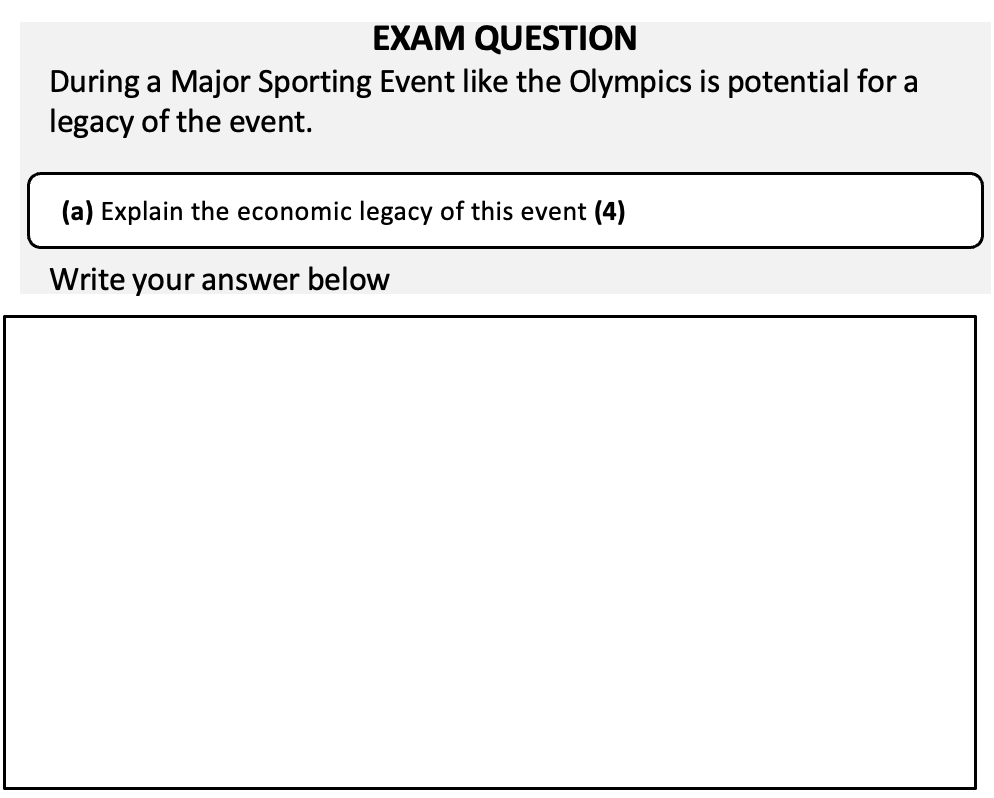 EXAM QUESTION
During a Major Sporting Event like the Olympics is potential for a
legacy of the event.
(a) Explain the economic legacy of this event (4)
Write your answer below